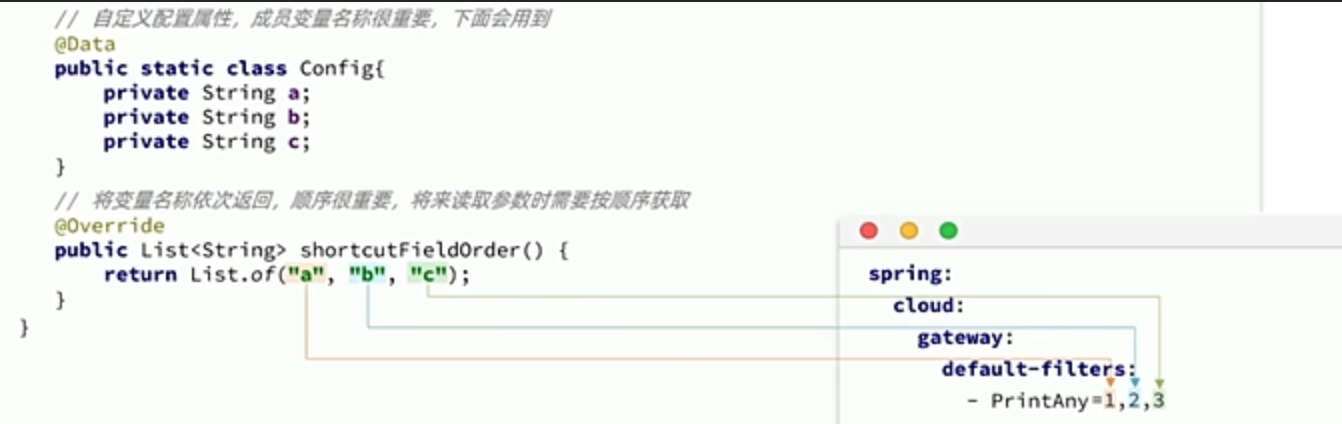 // 自定义配置属性，成员变量名称很重要，下面会用到
@Data
public static class Config{
private String a;
private String b;
private String c;
}
// 将变量名称依次返回，顺序很重要，将来读取参数时需要按顺序获取
@Override
public List<String> shortcutFieldOrder() {
return List.of("a", "b", "c");
}
}
spring:
cloud:
gateway:
default-filters:
- PrintAny=1,2,3